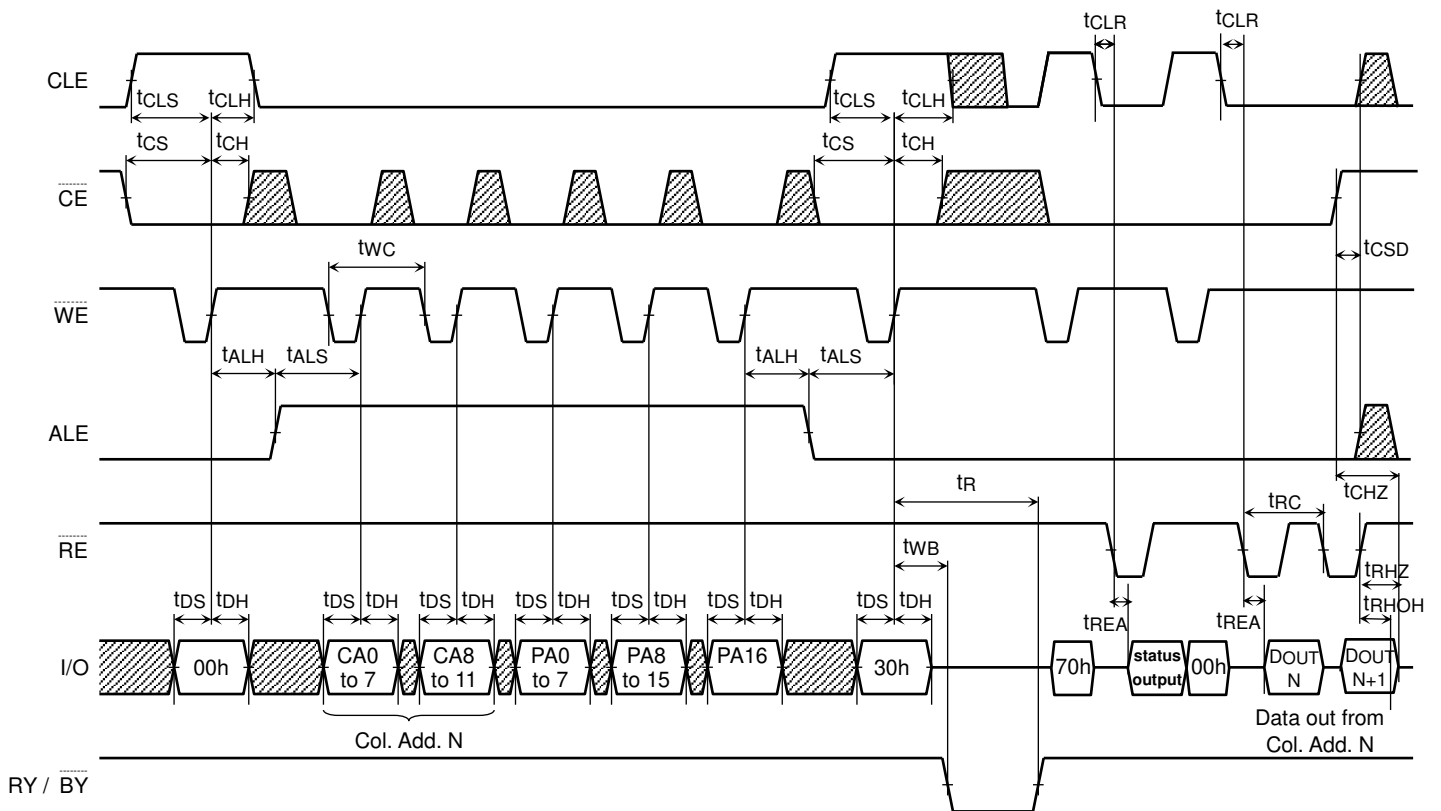 tCLR tCLR
CLE
tCLS tCLH tCLS tCLH
tCS tCH tCS tCH
CE
tWC tCSD
WE
tALH tALS tALH tALS
ALE
tR tCHZ
tRC
RE
tWB tRHZ
tDS tDH tDS tDH tDS tDH tDS tDH tDS tDH tDS tDH tDS tDH tREA tREA tRHOH
I/O 00h CA0 to 7 CA8 to 11 PA0 to 7 PA8 to 15 PA16 30h 70h status output 00h DOUT N DOUT N+1
Col. Add. N
Data out from
Col. Add. N
RY / BY